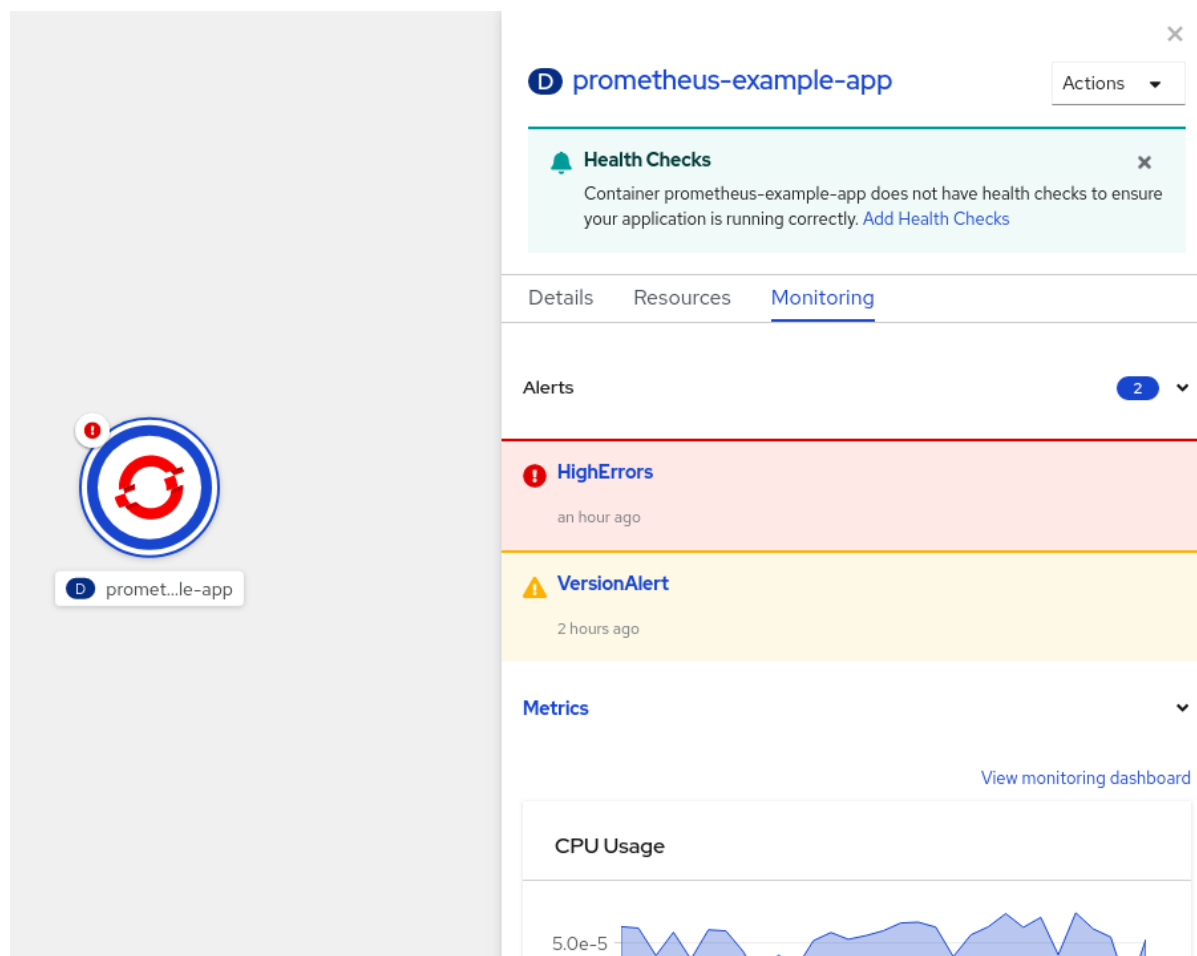 D prometheus-example-app
Actions
Health Checks
Container prometheus-example-app does not have health checks to ensure
your application is running correctly. Add Health Checks
Details Resources Monitoring
Alerts 2
HighErrors
an hour ago
VersionAlert
2 hours ago
D promet...le-app
Metrics
View monitoring dashboard
CPU Usage
5.0e-5